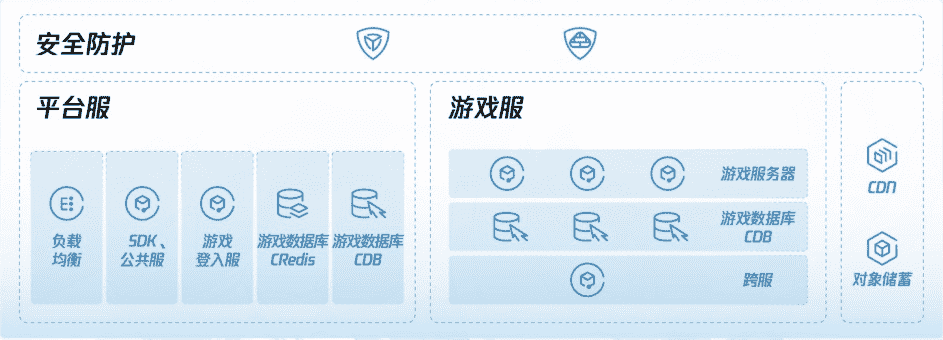 安全防护
平台服
负载
均衡
SDK、
公共服
游戏
登入服
游戏数据库
CRedis
游戏数据库
CDB
游戏服
游戏服务器
游戏数据库
CDB
跨服
CDN
对象储蓄